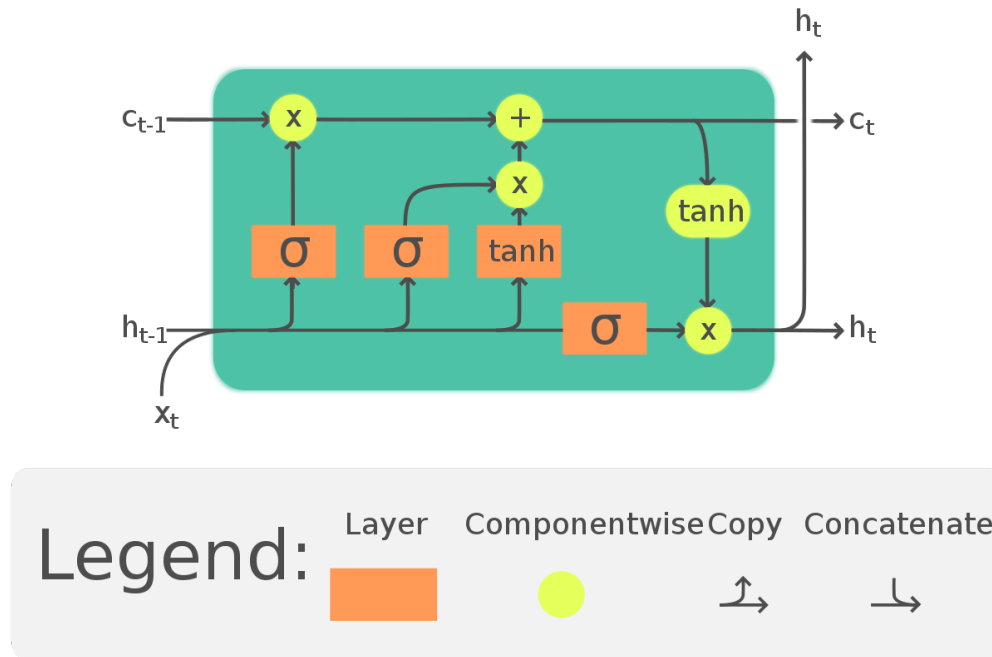 h_t
c_t-1 x + c_t
x
tanh
σ σ tanh
h_t-1 σ x h_t
x_t
Layer Componentwise Copy Concatenate
Legend: